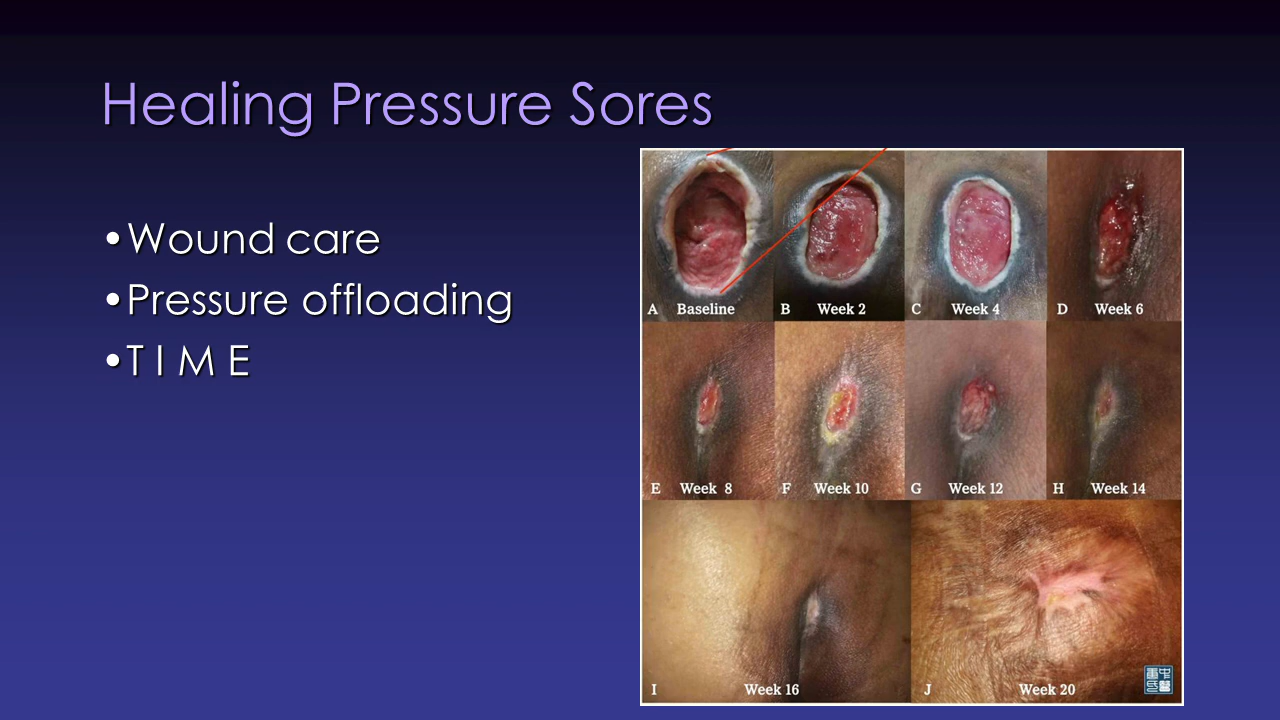 Healing Pressure Sores
•Wound care
•Pressure offloading
•T I M E
A Baseline
B Week 2
C Week 4
D Week 6
E Week 8
F Week 10
G Week 12
H Week 14
I Week 16
J Week 20